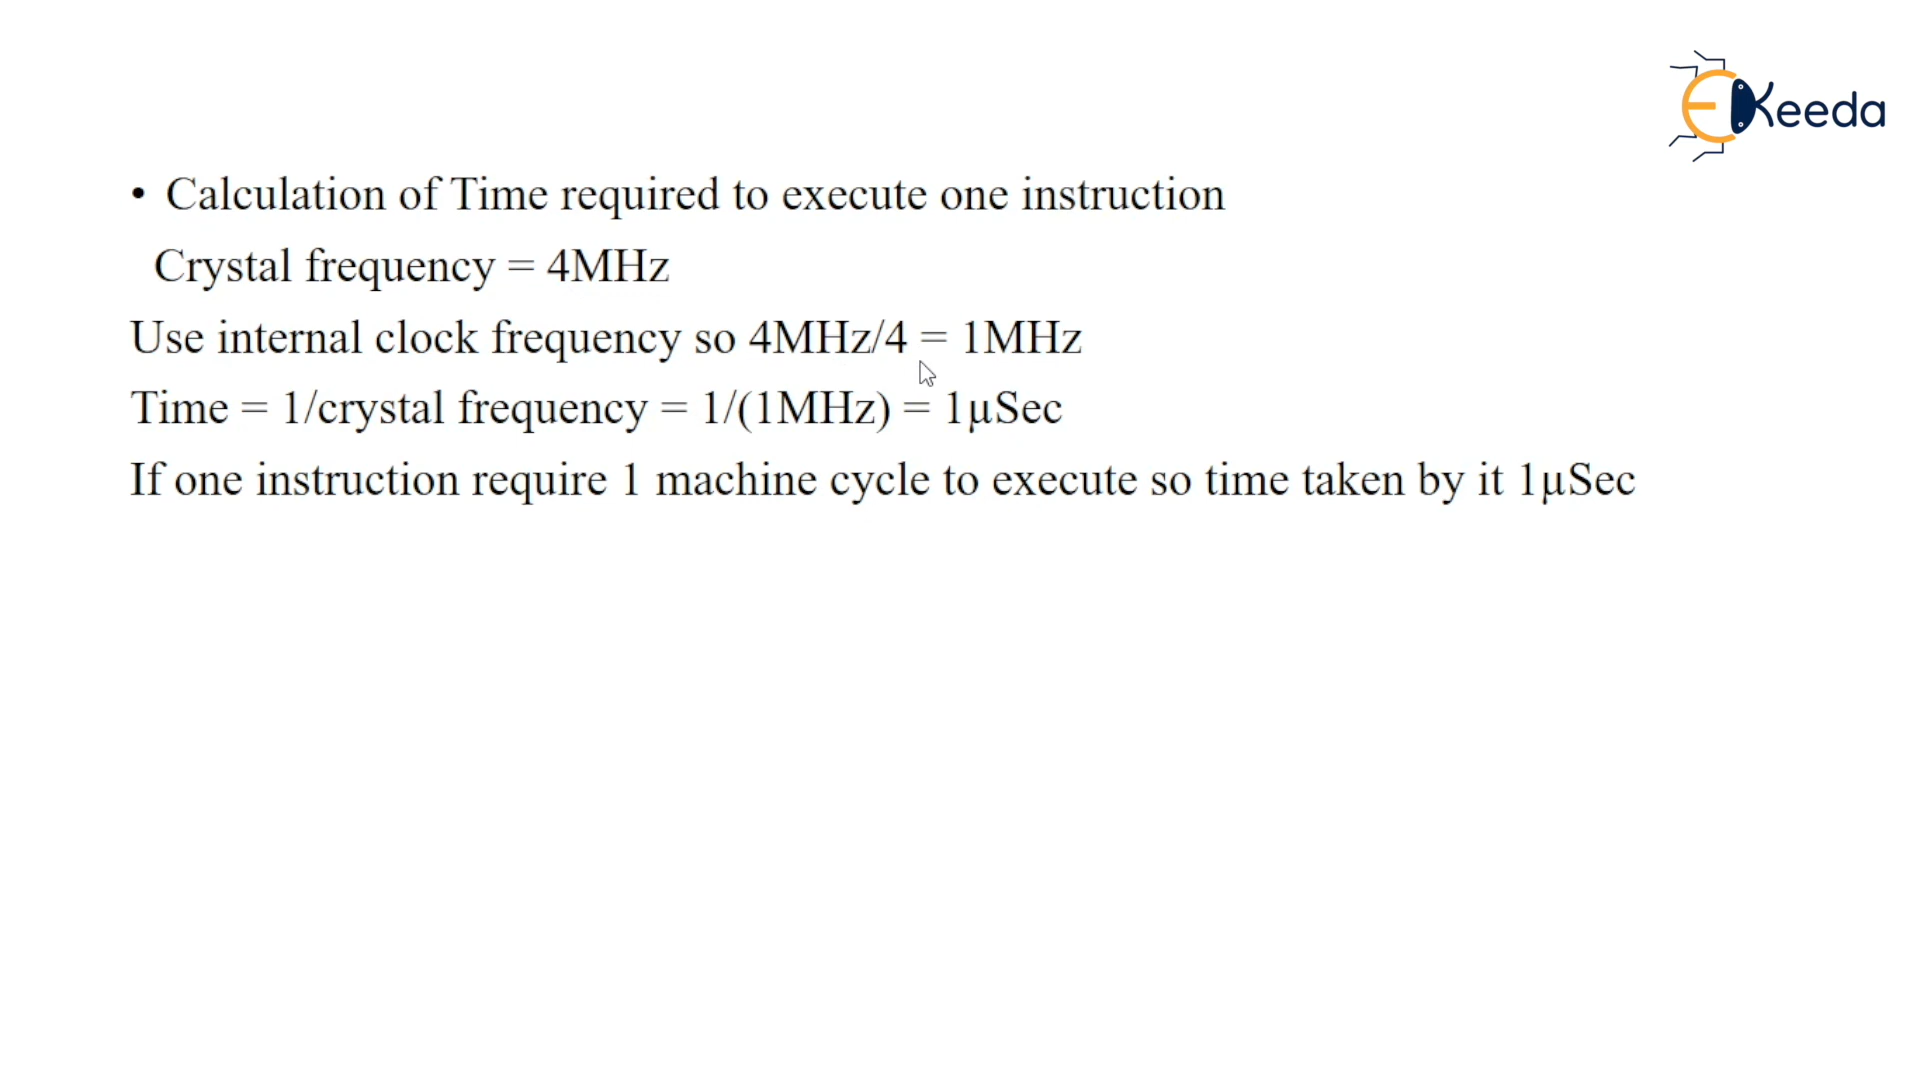 EKeeda
• Calculation of Time required to execute one instruction
Crystal frequency = 4MHz
Use internal clock frequency so 4MHz/4 = 1MHz
Time = 1/crystal frequency = 1/(1MHz) = 1µSec
If one instruction require 1 machine cycle to execute so time taken by it 1µSec